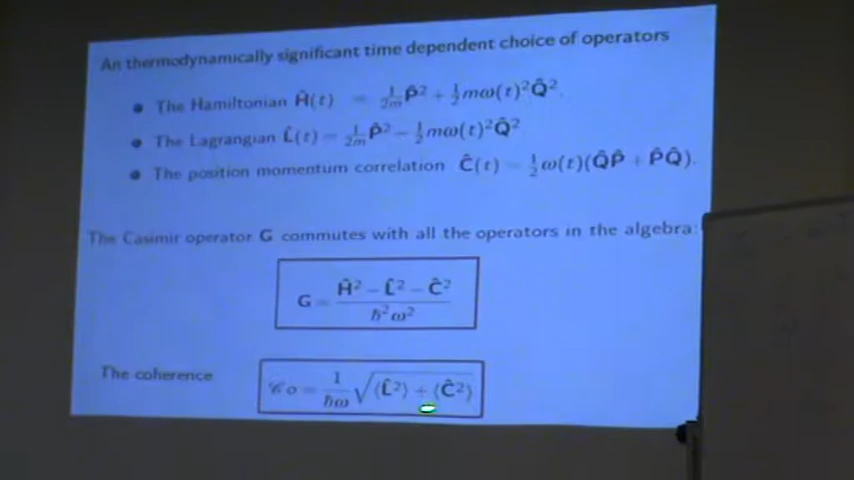 An thermodynamically significant time dependent choice of operators
• The Hamiltonian Ĥ(t) = 1/2m P̂² + 1/2 mω(t)²Q̂².
• The Lagrangian L̂(t) = 1/2m P̂² − 1/2 mω(t)²Q̂²
• The position momentum correlation Ĉ(t) = 1/2 ω(t)(Q̂P̂ + P̂Q̂).
The Casimir operator G commutes with all the operators in the algebra:
G = (Ĥ² − L̂² − Ĉ²) / ħ²ω²
The coherence 𝒞o = 1/ħω √(⟨L̂²⟩ + ⟨Ĉ²⟩)